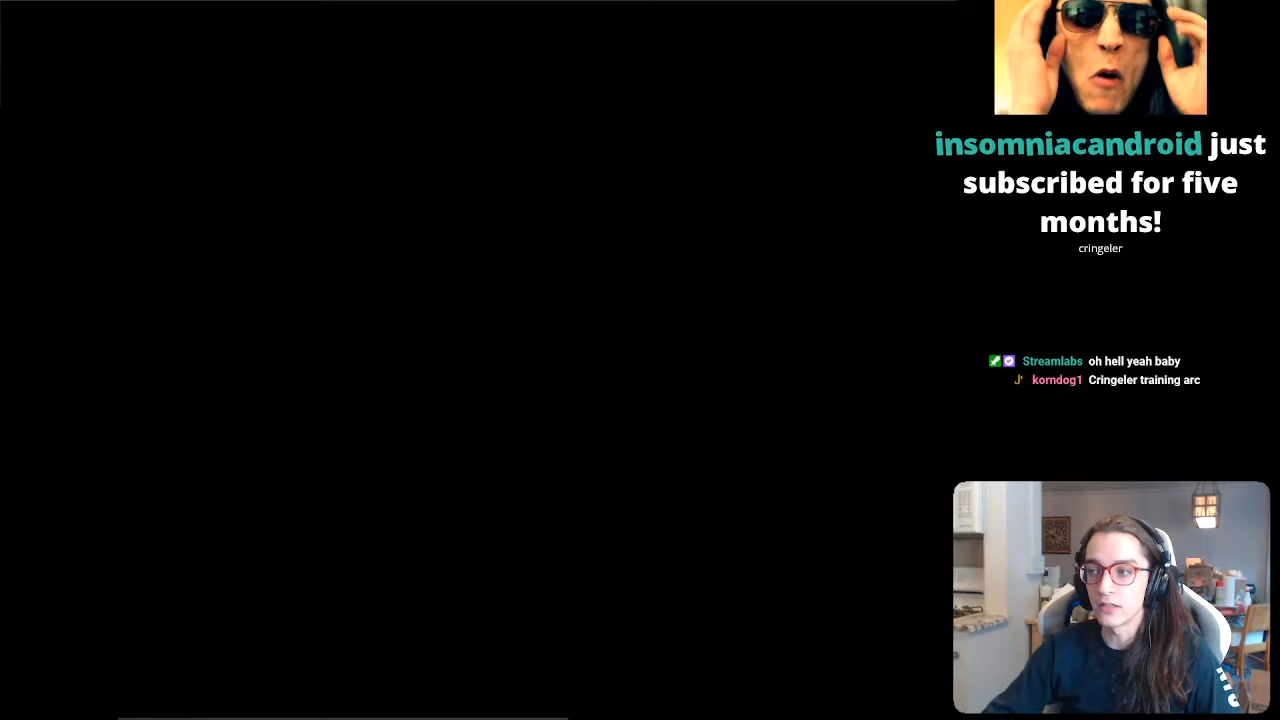 insomniacandroid just
subscribed for five
months!
cringeler
Streamlabs oh hell yeah baby
korndog1 Cringeler training arc